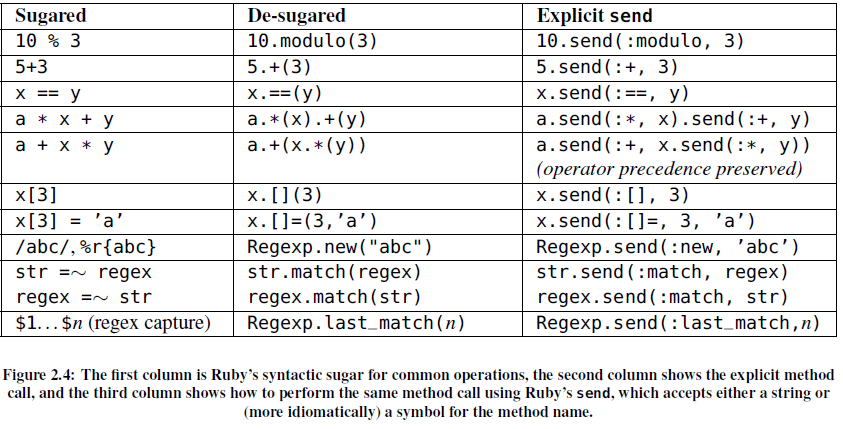 Sugared De-sugared Explicit send
10 % 3 10.modulo(3) 10.send(:modulo, 3)
5+3 5.+(3) 5.send(:+, 3)
x == y x.==(y) x.send(:==, y)
a * x + y a.*(x).+(y) a.send(:*, x).send(:+, y)
a + x * y a.+(x.*(y)) a.send(:+, x.send(:*, y))
(operator precedence preserved)
x[3] x.[](3) x.send(:[], 3)
x[3] = ’a’ x.[]=(3,’a’) x.send(:[]=, 3, ’a’)
/abc/, %r{abc} Regexp.new("abc") Regexp.send(:new, ’abc’)
str =∼ regex str.match(regex) str.send(:match, regex)
regex =∼ str regex.match(str) regex.send(:match, str)
$1...$n (regex capture) Regexp.last_match(n) Regexp.send(:last_match,n)
Figure 2.4: The first column is Ruby’s syntactic sugar for common operations, the second column shows the explicit method
call, and the third column shows how to perform the same method call using Ruby’s send, which accepts either a string or
(more idiomatically) a symbol for the method name.